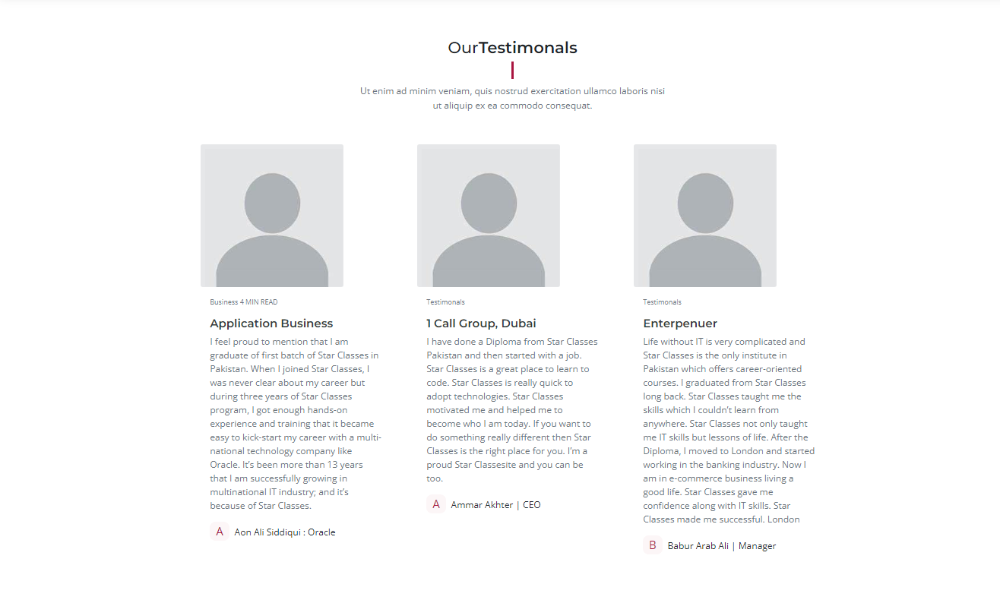 OurTestimonals
Ut enim ad minim veniam, quis nostrud exercitation ullamco laboris nisi
ut aliquip ex ea commodo consequat.
Business 4 MIN READ
Application Business
I feel proud to mention that I am
graduate of first batch of Star Classes in
Pakistan. When I joined Star Classes, I
was never clear about my career but
during three years of Star Classes
program, I got enough hands-on
experience and training that it became
easy to kick-start my career with a multi-
national technology company like
Oracle. It’s been more than 13 years
that I am successfully growing in
multinational IT industry; and it’s
because of Star Classes.
A Aon Ali Siddiqui : Oracle
Testimonals
1 Call Group, Dubai
I have done a Diploma from Star Classes
Pakistan and then started with a job.
Star Classes is a great place to learn to
code. Star Classes is really quick to
adopt technologies. Star Classes
motivated me and helped me to
become who I am today. If you want to
do something really different then Star
Classes is the right place for you. I’m a
proud Star Classesite and you can be
too.
A Ammar Akhter | CEO
Testimonals
Enterpenuer
Life without IT is very complicated and
Star Classes is the only institute in
Pakistan which offers career-oriented
courses. I graduated from Star Classes
long back. Star Classes taught me the
skills which I couldn’t learn from
anywhere. Star Classes not only taught
me IT skills but lessons of life. After the
Diploma, I moved to London and started
working in the banking industry. Now I
am in e-commerce business living a
good life. Star Classes gave me
confidence along with IT skills. Star
Classes made me successful. London
B Babur Arab Ali | Manager